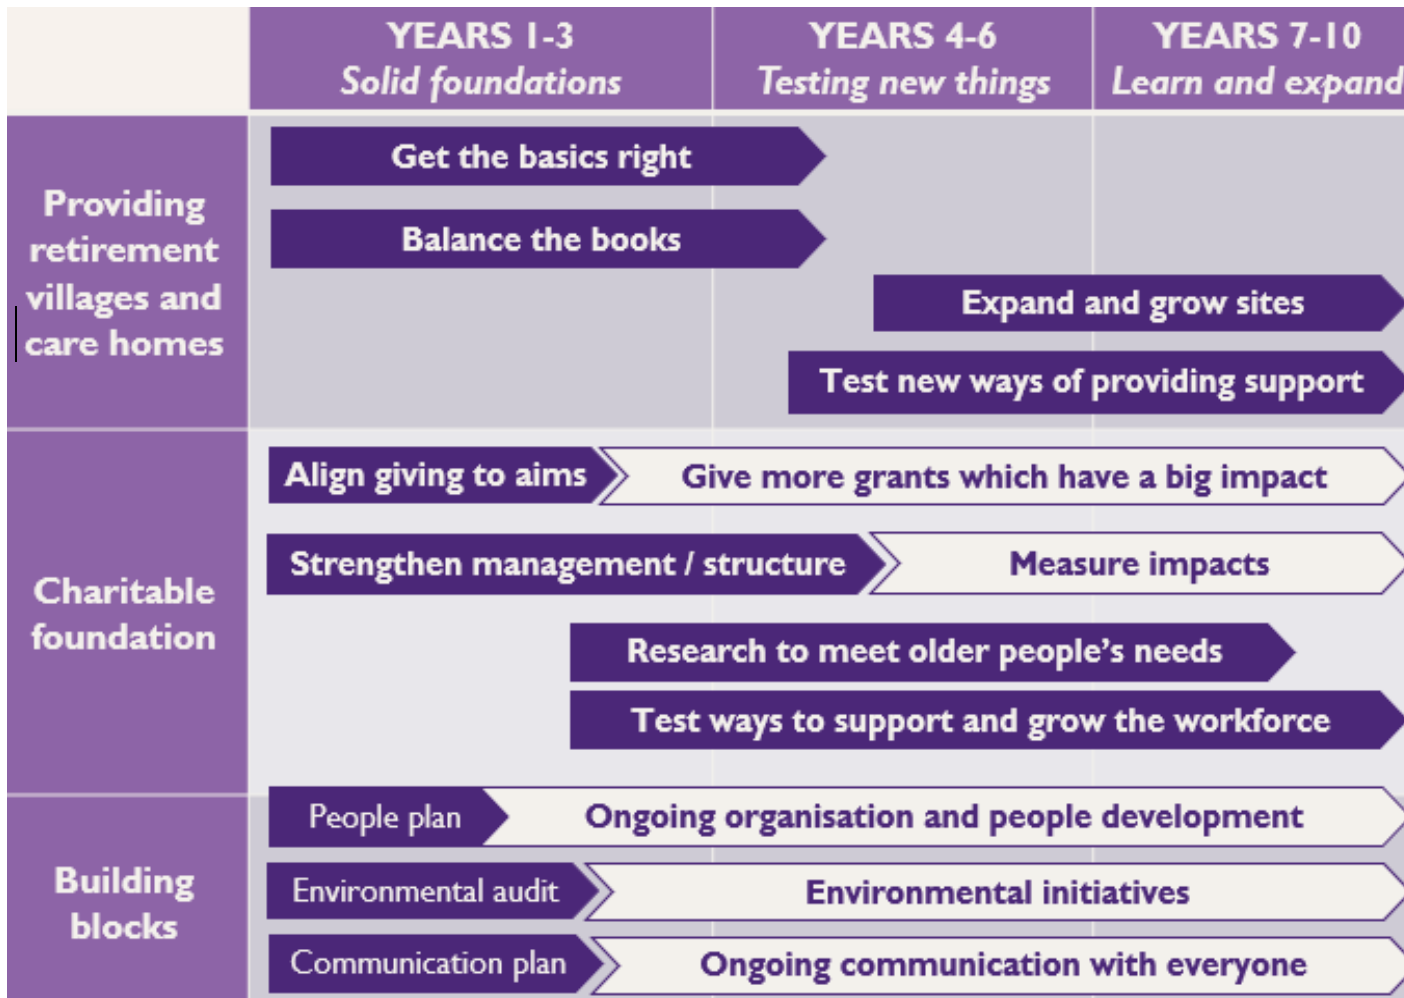 YEARS 1-3
Solid foundations
YEARS 4-6
Testing new things
YEARS 7-10
Learn and expand
Providing
retirement
villages and
care homes
Get the basics right
Balance the books
Expand and grow sites
Test new ways of providing support
Charitable
foundation
Align giving to aims
Give more grants which have a big impact
Strengthen management / structure
Measure impacts
Research to meet older people’s needs
Test ways to support and grow the workforce
Building
blocks
People plan
Ongoing organisation and people development
Environmental audit
Environmental initiatives
Communication plan
Ongoing communication with everyone